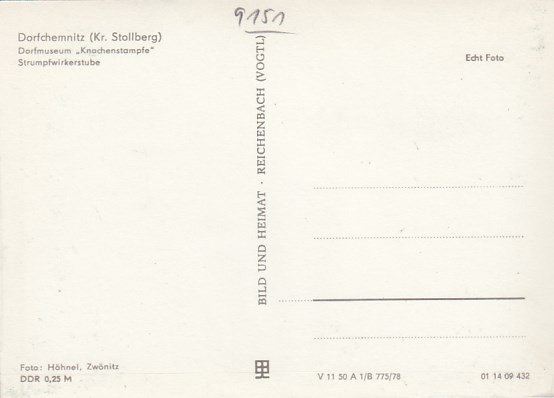 9151
Dorfchemnitz (Kr. Stollberg)
Dorfmuseum „Knochenstampfe"
Strumpfwirkerstube
Echt Foto
BILD UND HEIMAT · REICHENBACH (VOGTL)
Foto: Hähnel, Zwönitz
DDR 0,25 M
V 11 50 A 1/B 775/78
01 14 09 432